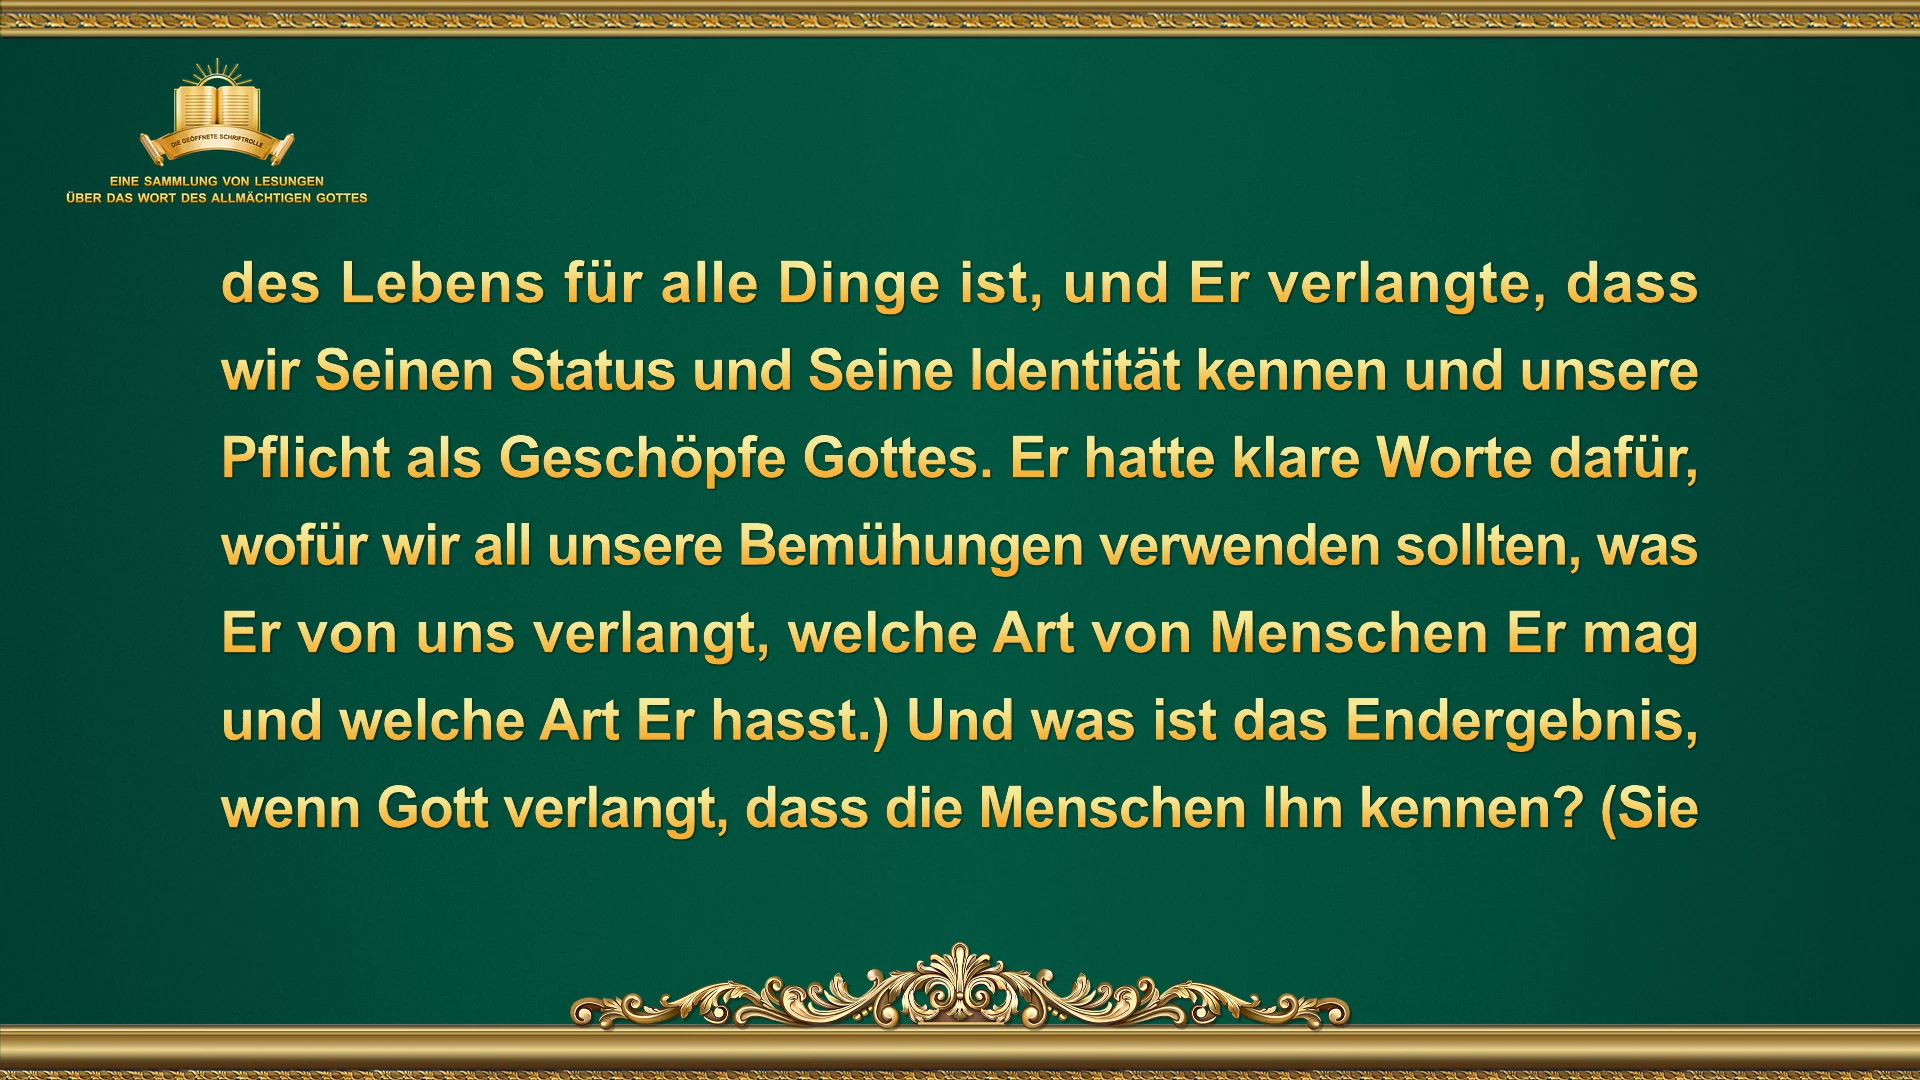 DIE GEÖFFNETE SCHRIFTROLLE
EINE SAMMLUNG VON LESUNGEN
ÜBER DAS WORT DES ALLMÄCHTIGEN GOTTES
des Lebens für alle Dinge ist, und Er verlangte, dass
wir Seinen Status und Seine Identität kennen und unsere
Pflicht als Geschöpfe Gottes. Er hatte klare Worte dafür,
wofür wir all unsere Bemühungen verwenden sollten, was
Er von uns verlangt, welche Art von Menschen Er mag
und welche Art Er hasst.) Und was ist das Endergebnis,
wenn Gott verlangt, dass die Menschen Ihn kennen? (Sie